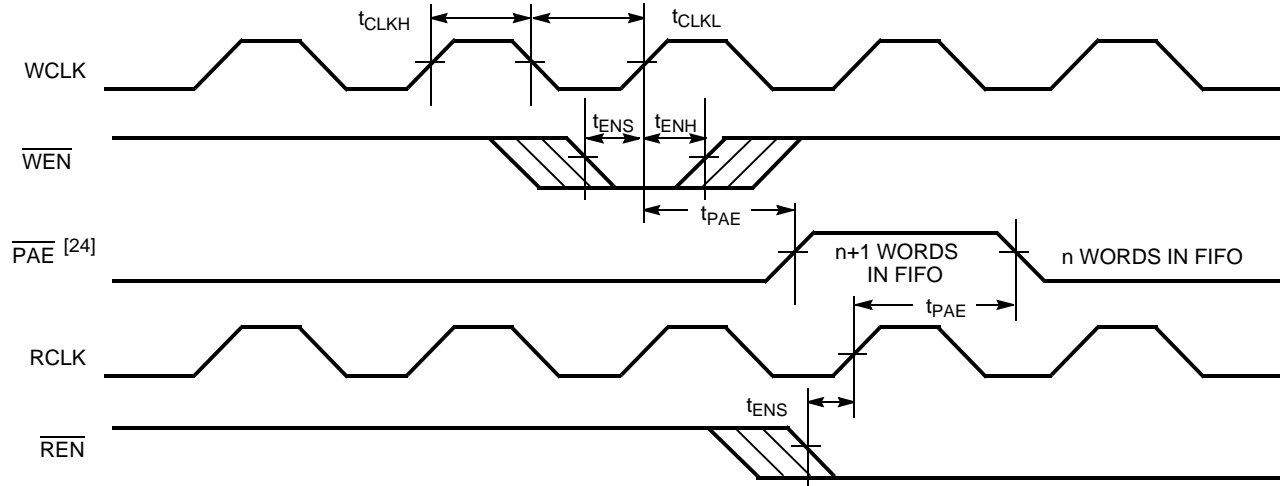 tCLKH
tCLKL
WCLK
tENS
tENH
WEN
tPAE
PAE [24]
n+1 WORDS
IN FIFO
n WORDS IN FIFO
tPAE
RCLK
tENS
REN